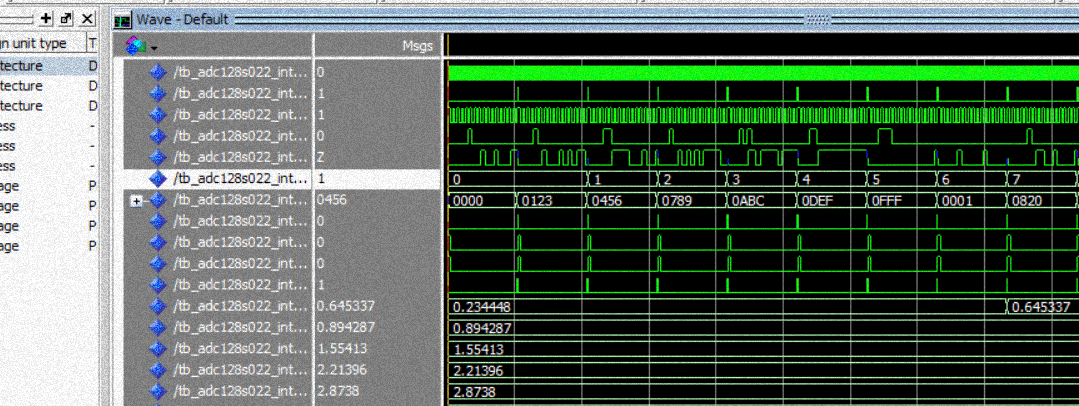 Wave - Default
gn unit type T
Msgs
itecture D
itecture D
itecture D
ess -
ess -
ess -
age P
age P
age P
age P
/tb_adc128s022_int... 0
/tb_adc128s022_int... 1
/tb_adc128s022_int... 1
/tb_adc128s022_int... 0
/tb_adc128s022_int... Z
/tb_adc128s022_int... 1 0 1 2 3 4 5 6 7
/tb_adc128s022_int... 0456 0000 0123 0456 0789 0ABC 0DEF 0FFF 0001 0820
/tb_adc128s022_int... 0
/tb_adc128s022_int... 0
/tb_adc128s022_int... 0
/tb_adc128s022_int... 1
/tb_adc128s022_int... 0.645337 0.234448 0.645337
/tb_adc128s022_int... 0.894287 0.894287
/tb_adc128s022_int... 1.55413 1.55413
/tb_adc128s022_int... 2.21396 2.21396
/tb_adc128s022_int... 2.8738 2.8738